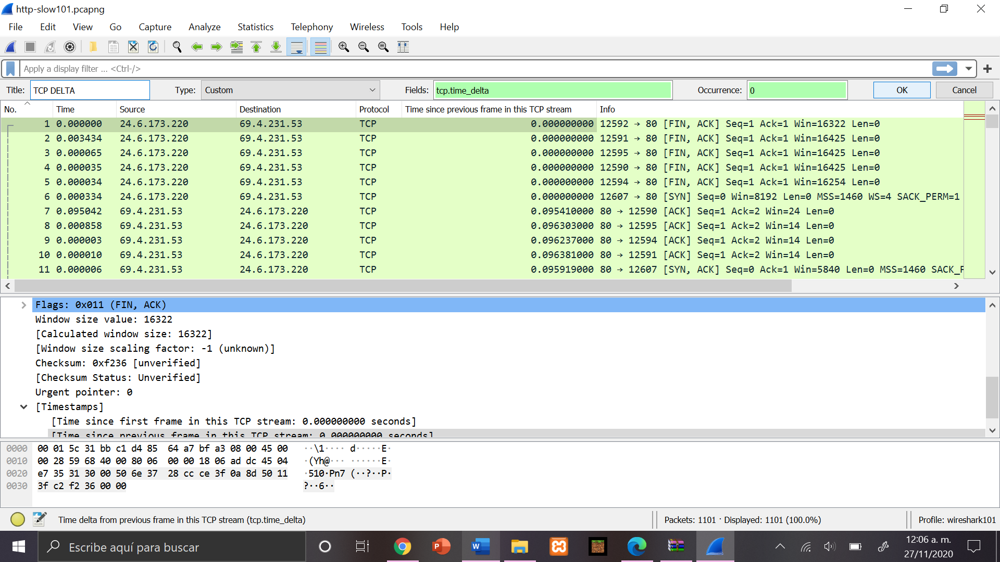 http-slow101.pcapng
File Edit View Go Capture Analyze Statistics Telephony Wireless Tools Help
Apply a display filter ... <Ctrl-/>
Title: TCP DELTA Type: Custom Fields: tcp.time_delta Occurrence: 0 OK Cancel
No. Time Source Destination Protocol Time since previous frame in this TCP stream Info
1 0.000000 24.6.173.220 69.4.231.53 TCP 0.000000000 12592 → 80 [FIN, ACK] Seq=1 Ack=1 Win=16322 Len=0
2 0.003434 24.6.173.220 69.4.231.53 TCP 0.000000000 12591 → 80 [FIN, ACK] Seq=1 Ack=1 Win=16425 Len=0
3 0.000065 24.6.173.220 69.4.231.53 TCP 0.000000000 12595 → 80 [FIN, ACK] Seq=1 Ack=1 Win=16425 Len=0
4 0.000035 24.6.173.220 69.4.231.53 TCP 0.000000000 12590 → 80 [FIN, ACK] Seq=1 Ack=1 Win=16425 Len=0
5 0.000034 24.6.173.220 69.4.231.53 TCP 0.000000000 12594 → 80 [FIN, ACK] Seq=1 Ack=1 Win=16254 Len=0
6 0.000334 24.6.173.220 69.4.231.53 TCP 0.000000000 12607 → 80 [SYN] Seq=0 Win=8192 Len=0 MSS=1460 WS=4 SACK_PERM=1
7 0.095042 69.4.231.53 24.6.173.220 TCP 0.095410000 80 → 12590 [ACK] Seq=1 Ack=2 Win=24 Len=0
8 0.000858 69.4.231.53 24.6.173.220 TCP 0.096303000 80 → 12595 [ACK] Seq=1 Ack=2 Win=14 Len=0
9 0.000003 69.4.231.53 24.6.173.220 TCP 0.096237000 80 → 12594 [ACK] Seq=1 Ack=2 Win=14 Len=0
10 0.000010 69.4.231.53 24.6.173.220 TCP 0.096381000 80 → 12591 [ACK] Seq=1 Ack=2 Win=14 Len=0
11 0.000006 69.4.231.53 24.6.173.220 TCP 0.095919000 80 → 12607 [SYN, ACK] Seq=0 Ack=1 Win=5840 Len=0 MSS=1460 SACK_P
Flags: 0x011 (FIN, ACK)
Window size value: 16322
[Calculated window size: 16322]
[Window size scaling factor: -1 (unknown)]
Checksum: 0xf236 [unverified]
[Checksum Status: Unverified]
Urgent pointer: 0
[Timestamps]
[Time since first frame in this TCP stream: 0.000000000 seconds]
[Time since previous frame in this TCP stream: 0.000000000 seconds]
0000 00 01 5c 31 bb c1 d4 85 64 a7 bf a3 08 00 45 00 ··\1···· d·····E·
0010 00 28 59 68 40 00 80 06 00 00 18 06 ad dc 45 04 ·(Yh@··· ······E·
0020 e7 35 31 30 00 50 6e 37 28 cc ce 3f 0a 8d 50 11 ·510·Pn7 (··?··P·
0030 3f c2 f2 36 00 00 ?··6··
Time delta from previous frame in this TCP stream (tcp.time_delta) Packets: 1101 · Displayed: 1101 (100.0%) Profile: wireshark101
Escribe aquí para buscar
12:06 a. m.
27/11/2020